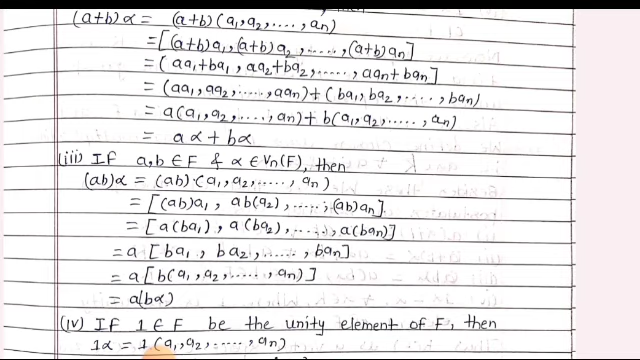 (a+b)α = (a+b)(a₁,a₂,....,aₙ)
=[(a+b)a₁,(a+b)a₂,.....,(a+b)aₙ]
=(aa₁+ba₁, aa₂+ba₂,....., aaₙ+baₙ]
=(aa₁,aa₂,.....,aaₙ)+(ba₁,ba₂,....,baₙ)
=a(a₁,a₂,....,aₙ)+b(a₁,a₂,.....,aₙ)
= aα+bα
(iii) If a,b∈F & α∈Vₙ(F), then
(ab)α = (ab)·(a₁,a₂,....,aₙ)
=[(ab)a₁, ab(a₂),.....,(ab)aₙ].
=[a(ba₁), a(ba₂),.....,a(baₙ)]
=a[ba₁, ba₂,....., baₙ]
=a[b(a₁,a₂,.....,aₙ)]
=a(bα)
(iv) If 1∈F be the unity element of F, then
1α = 1(a₁,a₂,....,aₙ)